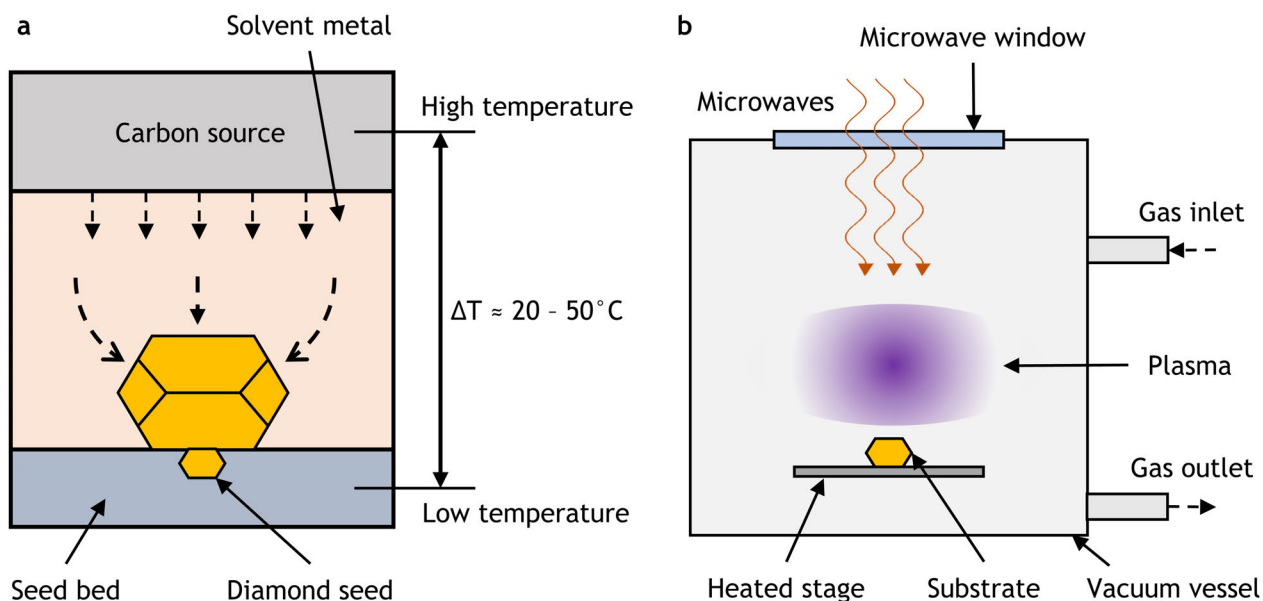 a
Solvent metal
Carbon source
High temperature
ΔT ≈ 20 – 50°C
Low temperature
Seed bed
Diamond seed
b
Microwave window
Microwaves
Gas inlet
Plasma
Gas outlet
Heated stage
Substrate
Vacuum vessel